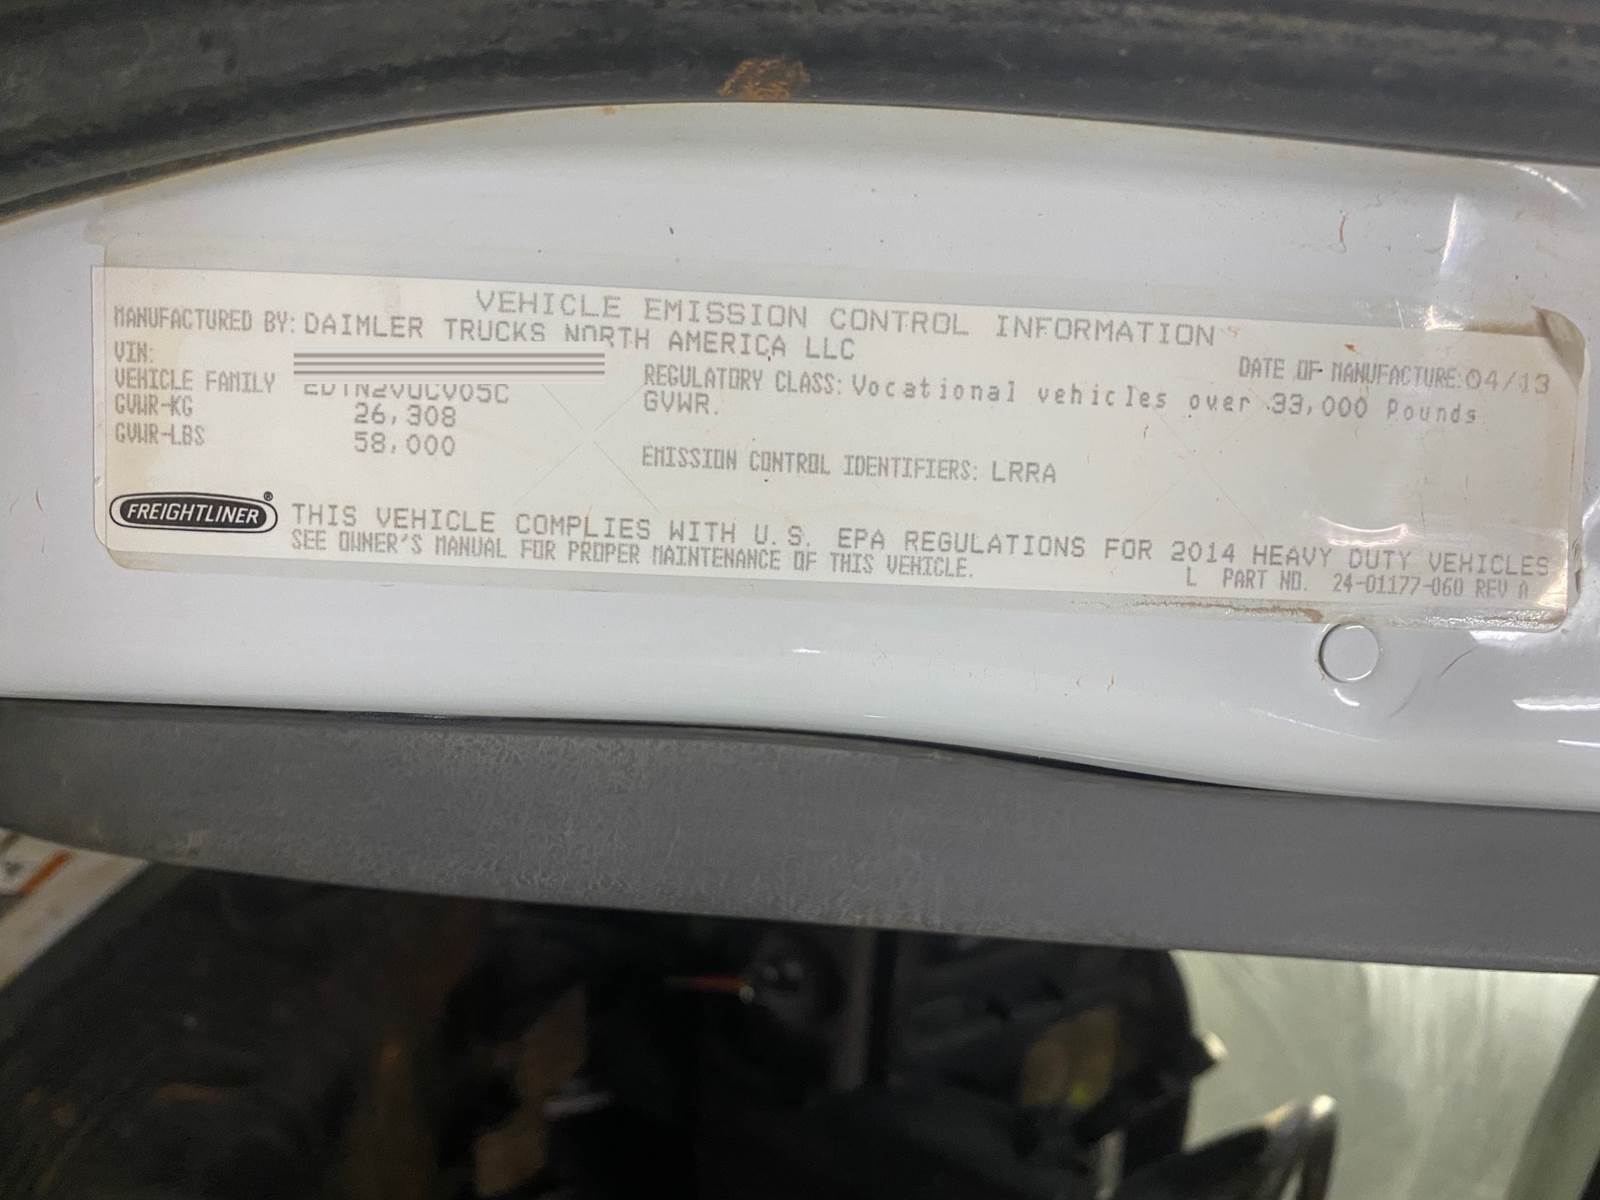 VEHICLE EMISSION CONTROL INFORMATION
MANUFACTURED BY: DAIMLER TRUCKS NORTH AMERICA LLC
DATE OF MANUFACTURE: 04/13
VIN:
VEHICLE FAMILY
GVWR-KG 26,308
GVWR-LBS 58,000
REGULATORY CLASS: Vocational vehicles over 33,000 Pounds
GVWR.
EMISSION CONTROL IDENTIFIERS: LRRA
FREIGHTLINER®
THIS VEHICLE COMPLIES WITH U.S. EPA REGULATIONS FOR 2014 HEAVY DUTY VEHICLES
SEE OWNER'S MANUAL FOR PROPER MAINTENANCE OF THIS VEHICLE.
L PART NO. 24-01177-060 REV A